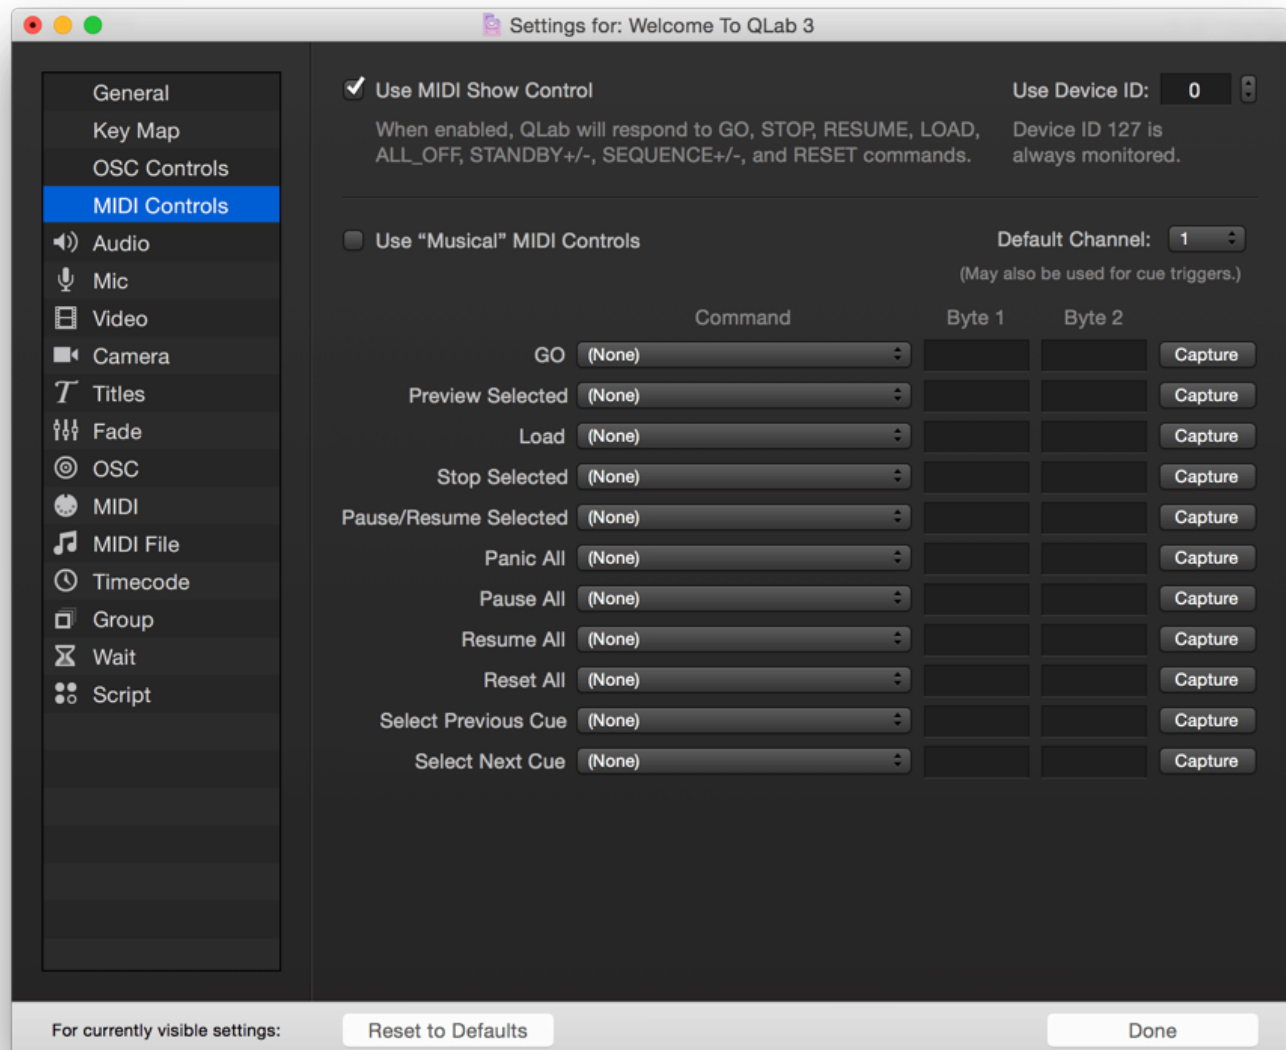 Settings for: Welcome To QLab 3
General
Key Map
OSC Controls
MIDI Controls
Audio
Mic
Video
Camera
Titles
Fade
OSC
MIDI
MIDI File
Timecode
Group
Wait
Script
Use MIDI Show Control
Use Device ID: 0
When enabled, QLab will respond to GO, STOP, RESUME, LOAD,
ALL_OFF, STANDBY+/-, SEQUENCE+/-, and RESET commands.
Device ID 127 is
always monitored.
Use “Musical” MIDI Controls
Default Channel: 1
(May also be used for cue triggers.)
Command Byte 1 Byte 2
GO (None) Capture
Preview Selected (None) Capture
Load (None) Capture
Stop Selected (None) Capture
Pause/Resume Selected (None) Capture
Panic All (None) Capture
Pause All (None) Capture
Resume All (None) Capture
Reset All (None) Capture
Select Previous Cue (None) Capture
Select Next Cue (None) Capture
For currently visible settings: Reset to Defaults Done